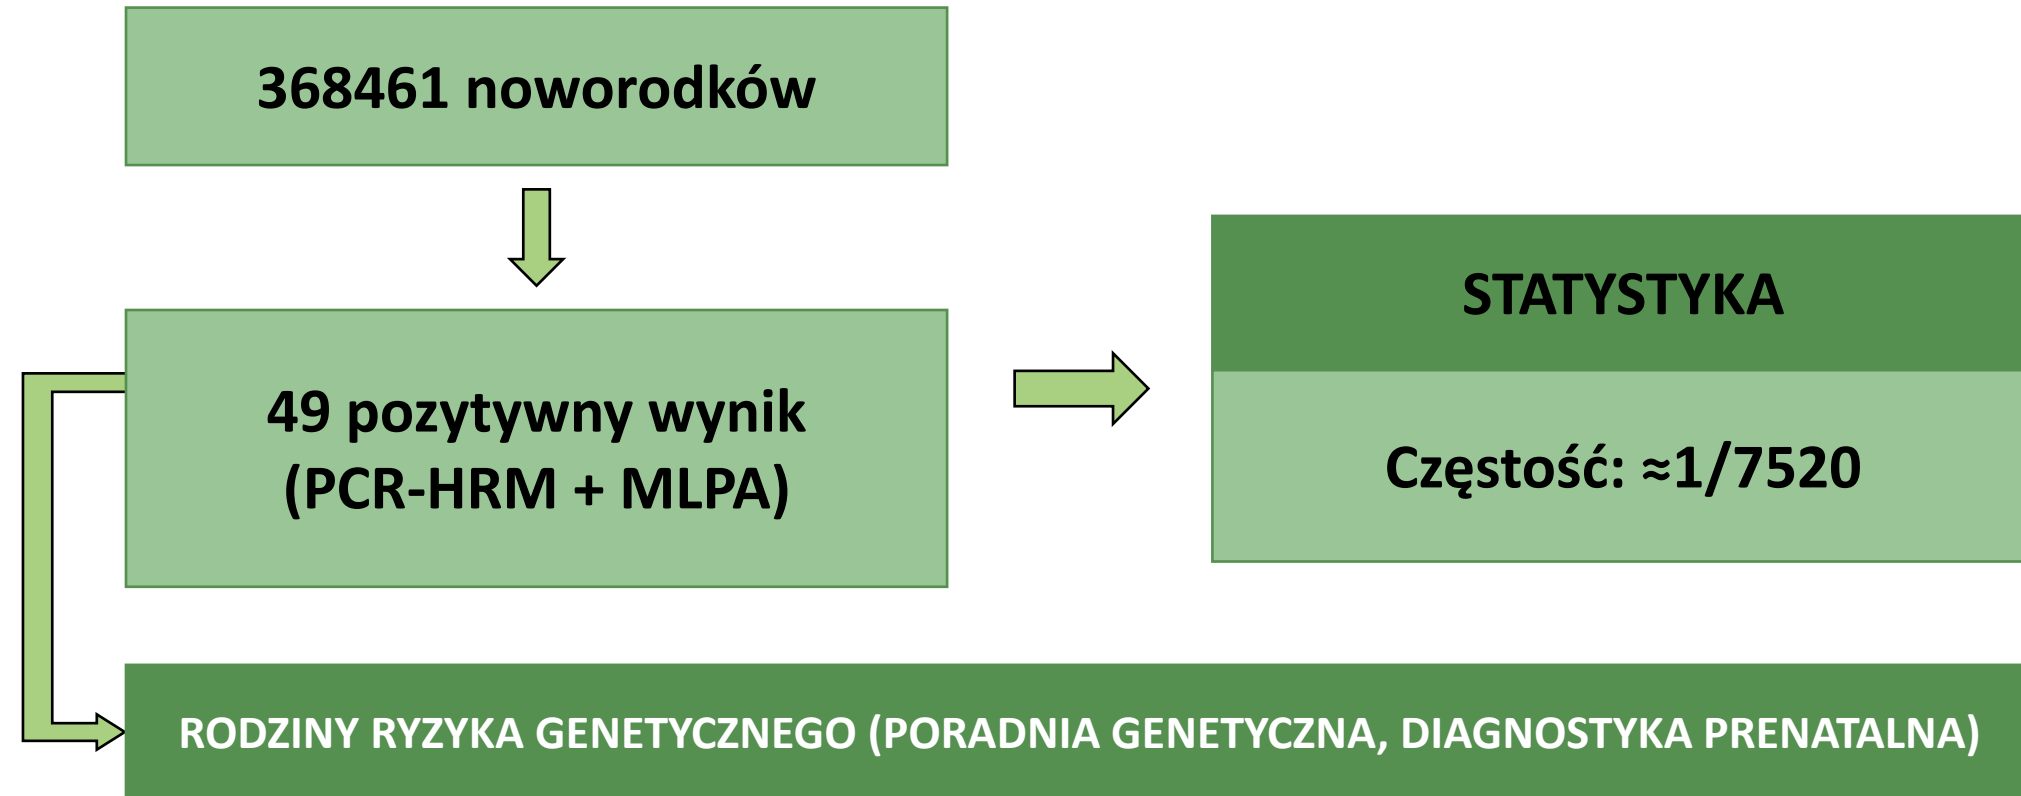 368461 noworodków
49 pozytywny wynik
(PCR-HRM + MLPA)
STATYSTYKA
Częstość: ≈1/7520
RODZINY RYZYKA GENETYCZNEGO (PORADNIA GENETYCZNA, DIAGNOSTYKA PRENATALNA)